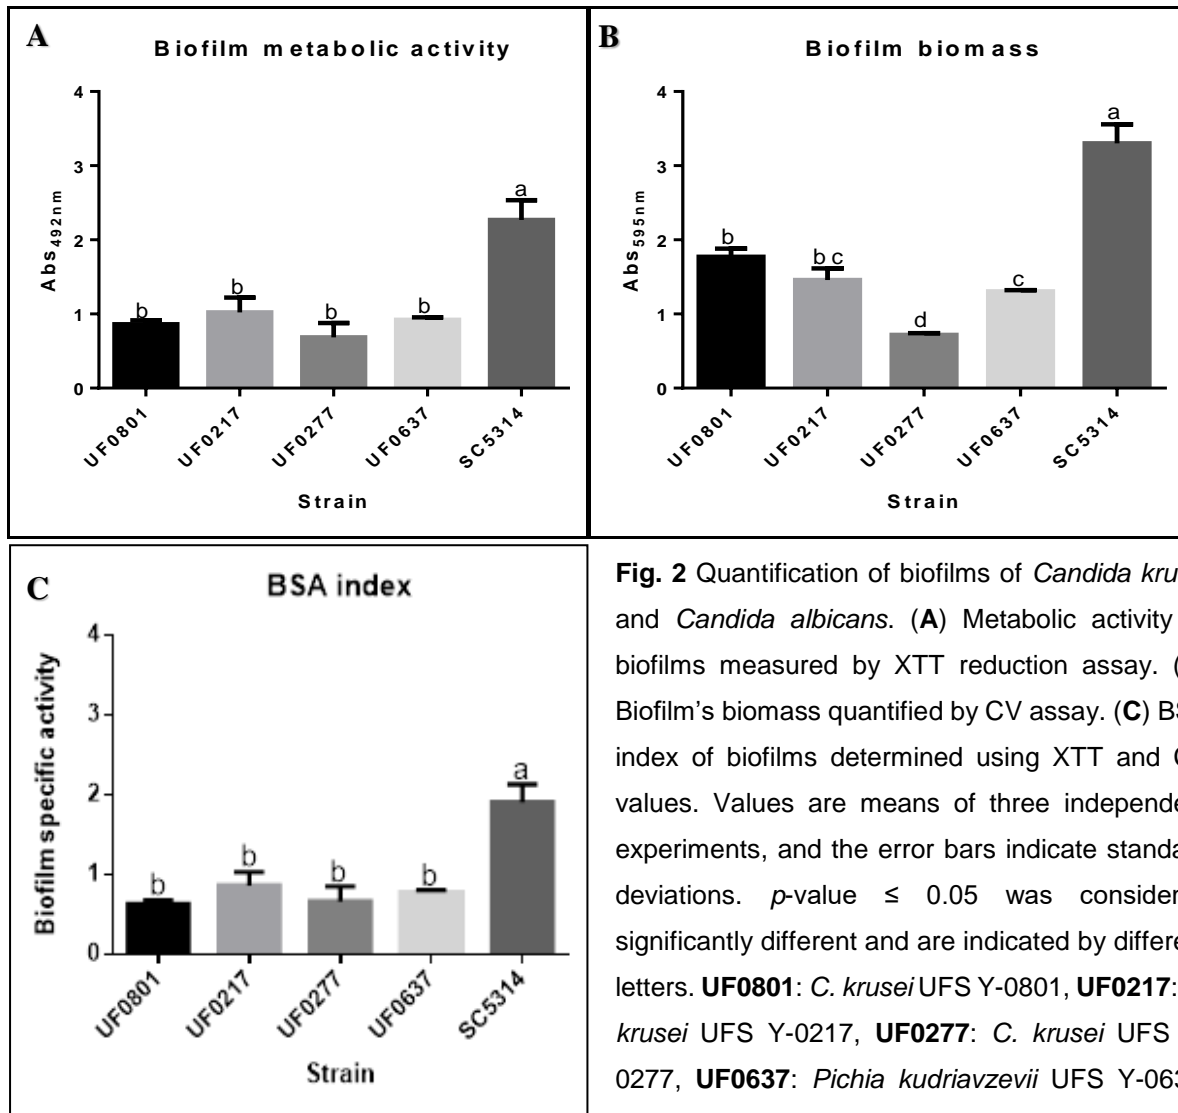 A
Biofilm metabolic activity
4
3
2
1
0
Abs492nm
b
b
b
b
a
UF0801
UF0217
UF0277
UF0637
SC5314
Strain
B
Biofilm biomass
4
3
2
1
0
Abs595nm
b
b c
d
c
a
UF0801
UF0217
UF0277
UF0637
SC5314
Strain
C
BSA index
4
3
2
1
0
Biofilm specific activity
b
b
b
b
a
UF0801
UF0217
UF0277
UF0637
SC5314
Strain
Fig. 2 Quantification of biofilms of Candida kru
and Candida albicans. (A) Metabolic activity
biofilms measured by XTT reduction assay. (
Biofilm's biomass quantified by CV assay. (C) BS
index of biofilms determined using XTT and
values. Values are means of three independe
experiments, and the error bars indicate standa
deviations. p-value ≤ 0.05 was consider
significantly different and are indicated by differe
letters. UF0801: C. krusei UFS Y-0801, UF0217:
krusei UFS Y-0217, UF0277: C. krusei UFS
0277, UF0637: Pichia kudriavzevii UFS Y-063